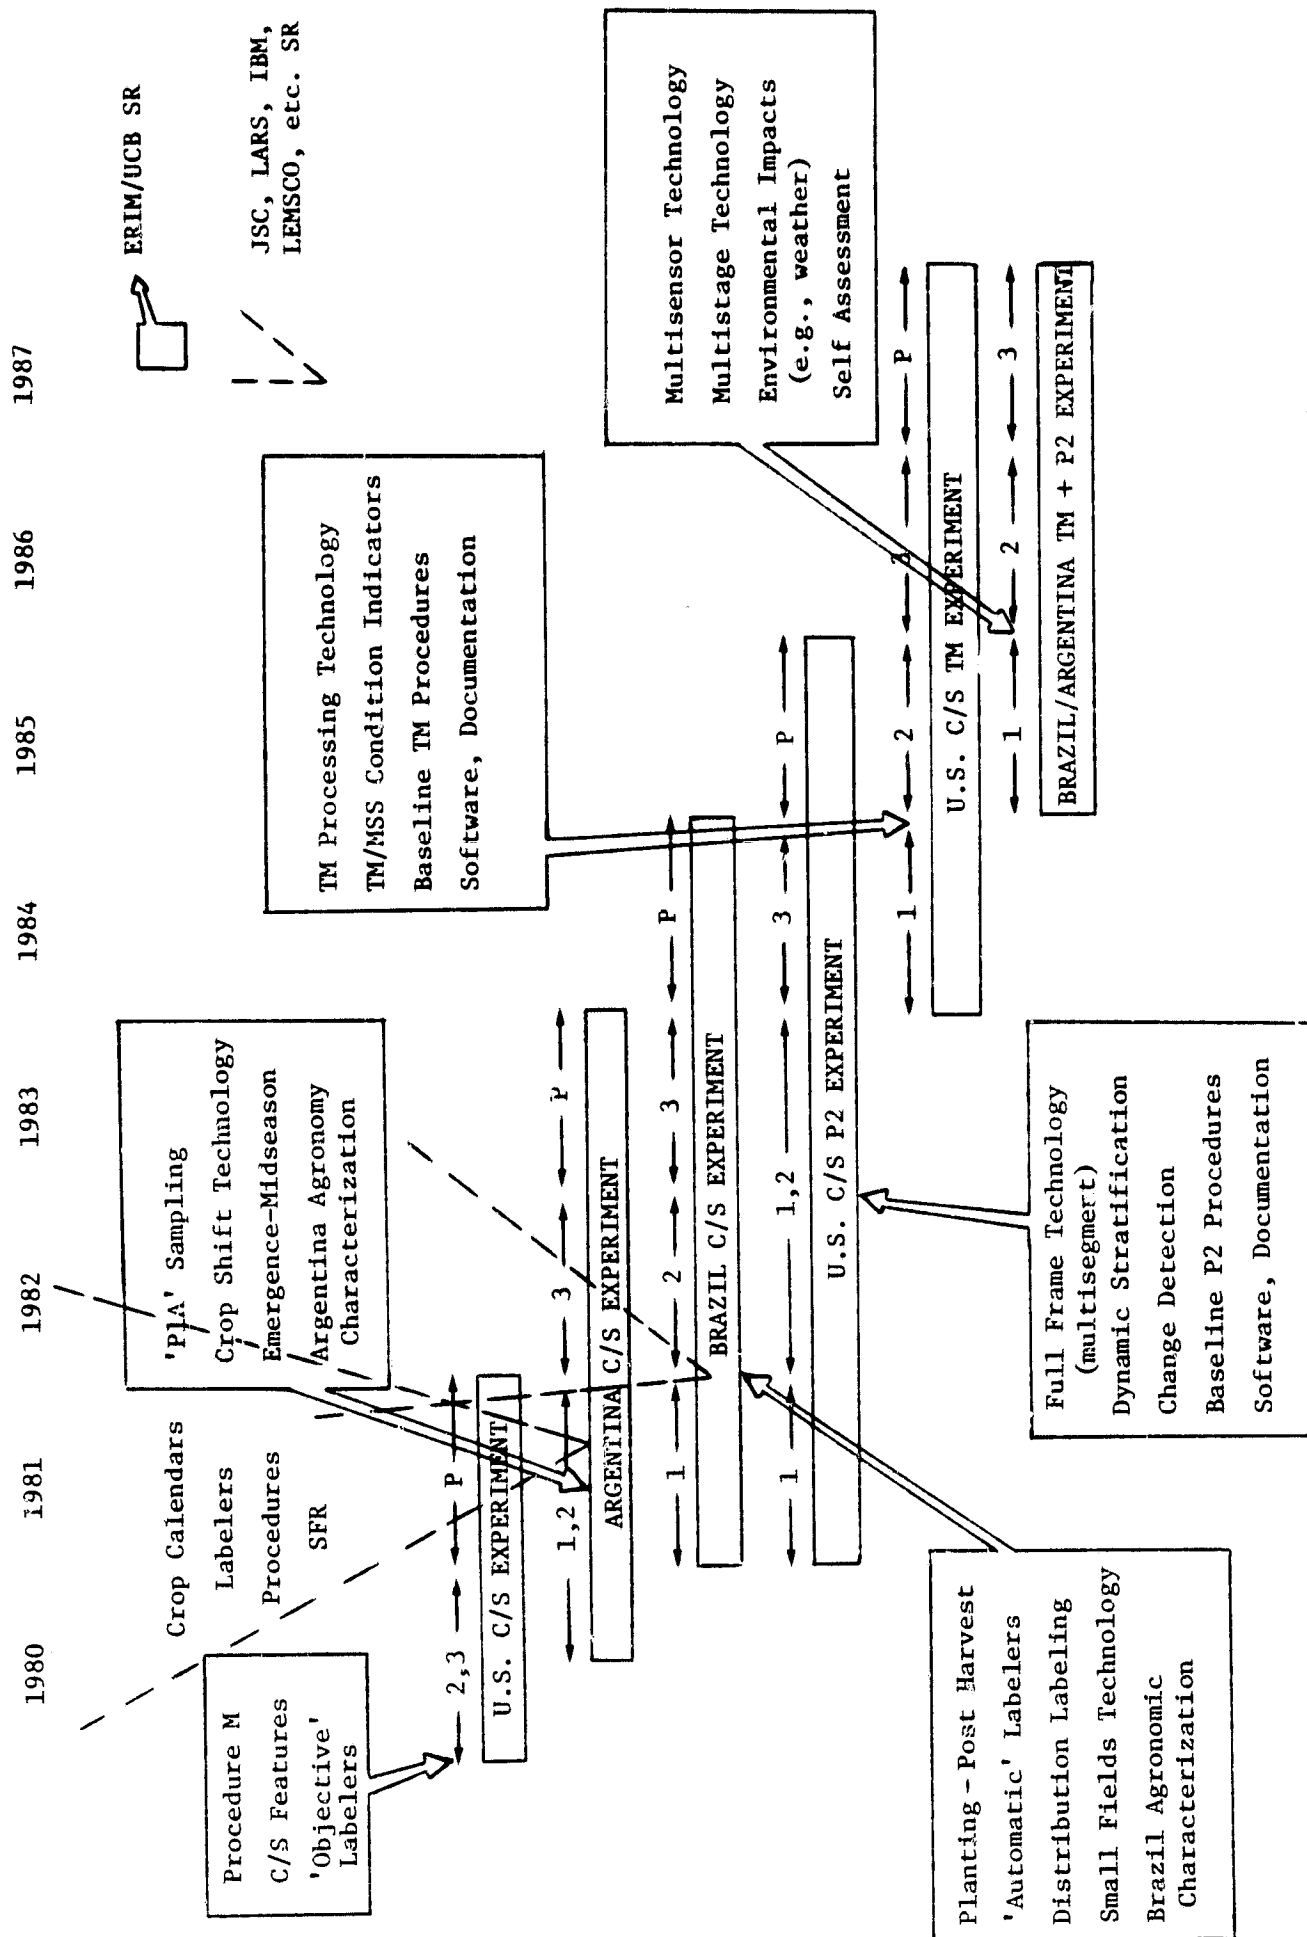 1980 1981 1982 1983 1984 1985 1986 1987
ERIM/UCB SR
JSC, LARS, IBM,
LEMSCO, etc. SR
Procedure M
C/S Features
'Objective'
Labelers
Crop Calendars
Labelers
Procedures
SFR
'P1A' Sampling
Crop Shift Technology
Emergence-Midseason
Argentina Agronomy
Characterization
TM Processing Technology
TM/MSS Condition Indicators
Baseline TM Procedures
Software, Documentation
Multisensor Technology
Multistage Technology
Environmental Impacts
(e.g., weather)
Self Assessment
2,3 P
U.S. C/S EXPERIMENT
1,2 3 P
ARGENTINA C/S EXPERIMENT
1 2 3 P
BRAZIL C/S EXPERIMENT
1 1,2 3 P
U.S. C/S P2 EXPERIMENT
1 2 3 P
U.S. C/S TM EXPERIMENT
1 2 3
BRAZIL/ARGENTINA TM + P2 EXPERIMENT
Planting - Post Harvest
'Automatic' Labelers
Distribution Labeling
Small Fields Technology
Brazil Agronomic
Characterization
Full Frame Technology
(multisegment)
Dynamic Stratification
Change Detection
Baseline P2 Procedures
Software, Documentation